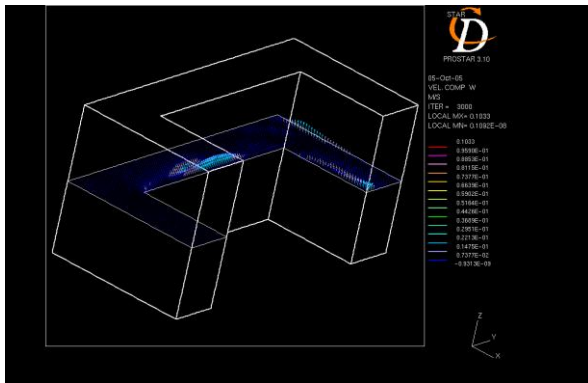 STAR
CD
PROSTAR 3.10
05-Oct-05
VEL. COMP. W
M/S
ITER = 3000
LOCAL MX= 0.1033
LOCAL MN= 0.1092E-08
0.1033
0.9590E-01
0.8853E-01
0.8115E-01
0.7377E-01
0.6639E-01
0.5902E-01
0.5164E-01
0.4426E-01
0.3689E-01
0.2951E-01
0.2213E-01
0.1475E-01
0.7377E-02
-0.9313E-09
Z
Y
X